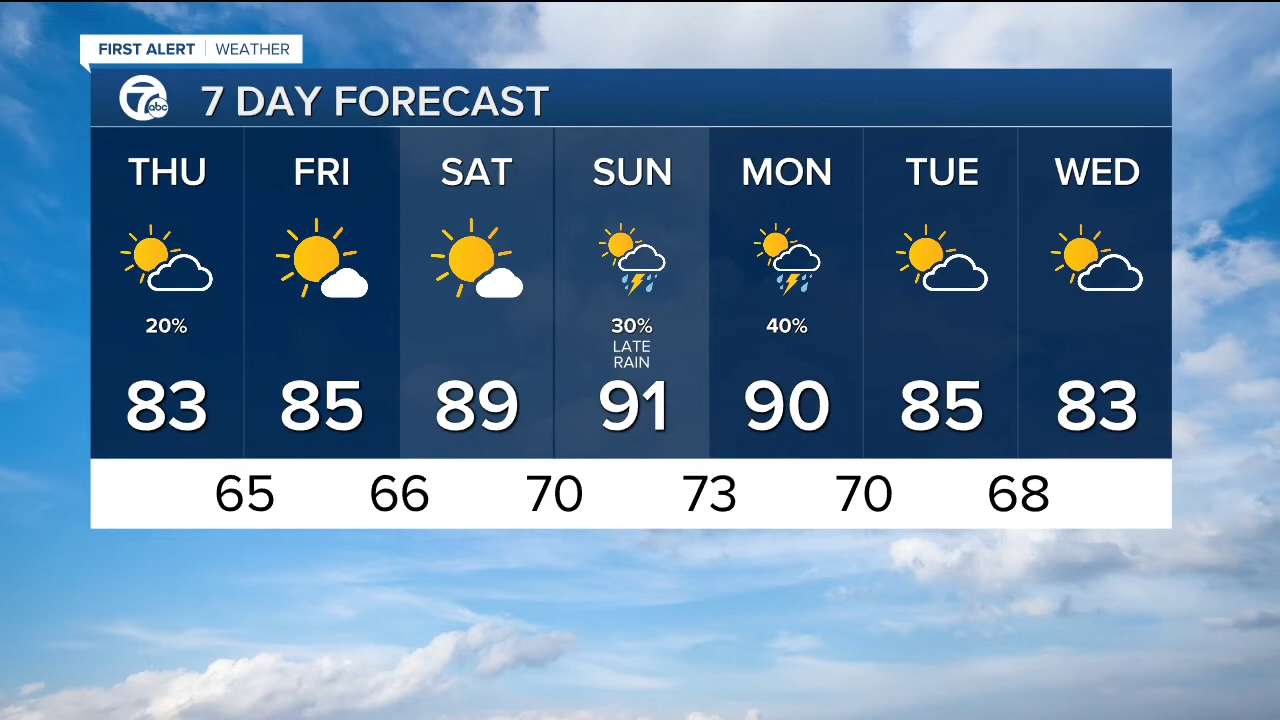 FIRST ALERT WEATHER
7 abc 7 DAY FORECAST
THU FRI SAT SUN MON TUE WED
20% 30% 40%
LATE
RAIN
83 85 89 91 90 85 83
65 66 70 73 70 68